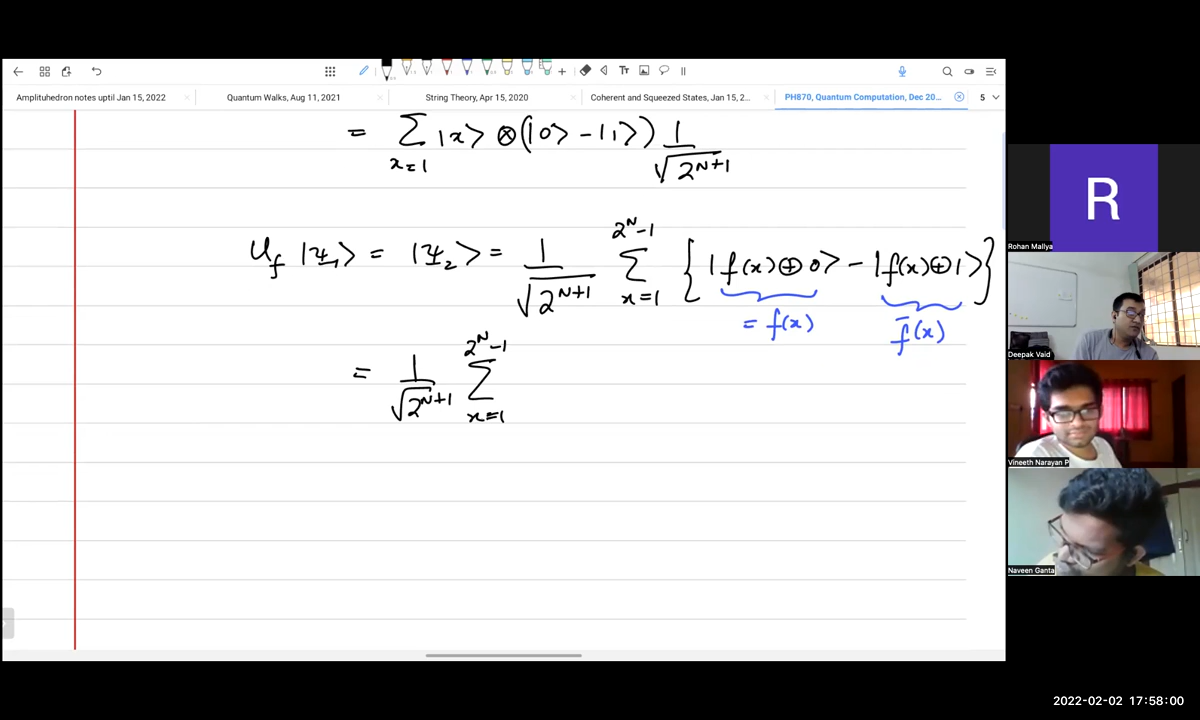 Amplituhedron notes uptil Jan 15, 2022
Quantum Walks, Aug 11, 2021
String Theory, Apr 15, 2020
Coherent and Squeezed States, Jan 15, 2...
PH870, Quantum Computation, Dec 20...
5
= Σ |x> ⊗ (|0> - |1>) 1
x=1
√2^(N+1)
U_f |Ψ₁> = |Ψ₂> = 1/√2^(N+1) Σ_(x=1)^(2^N-1) { |f(x)⊕0> - |f(x)⊕1> }
= f(x)
f̄(x)
= 1/√2^(N+1) Σ_(x=1)^(2^N-1)
R
Rohan Mallya
Deepak Vaid
Vineeth Narayan P
Naveen Ganta
2022-02-02 17:58:00